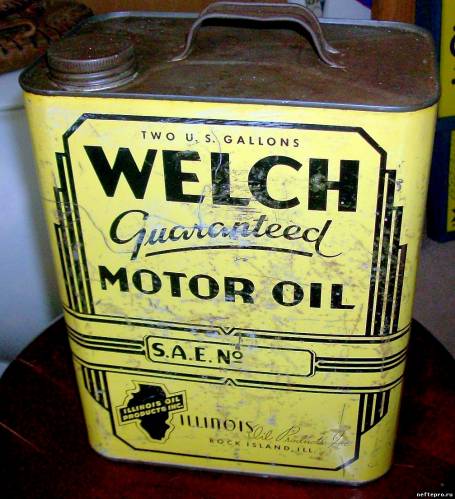 TWO U.S. GALLONS
WELCH
Guaranteed
MOTOR OIL
S.A.E. Nº
ILLINOIS OIL
PRODUCTS INC.
ILLINOIS Oil Products Inc
ROCK ISLAND, ILL.
neftepro.ru